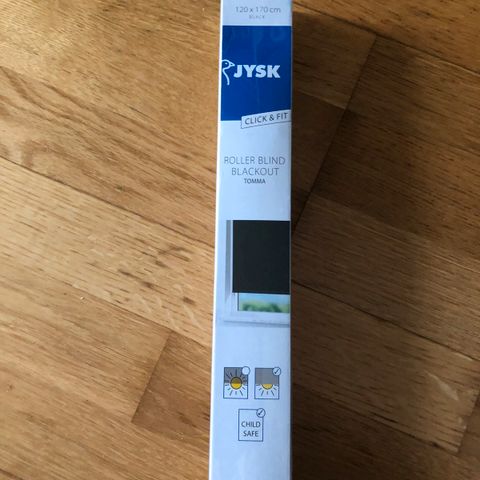 120 x 170 cm
BLACK
JYSK
CLICK & FIT
ROLLER BLIND
BLACKOUT
TOMMA
CHILD
SAFE